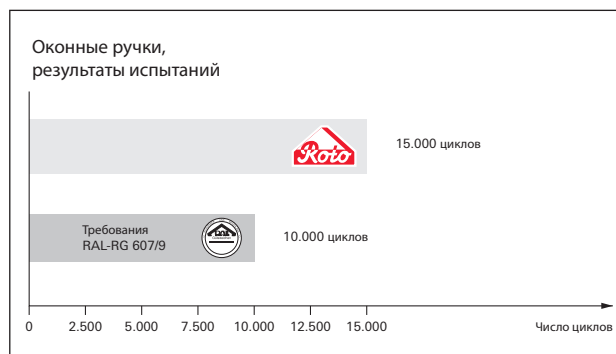 Оконные ручки,
результаты испытаний
Roto
15.000 циклов
Требования
RAL-RG 607/9
RAL
10.000 циклов
0 2.500 5.000 7.500 10.000 12.500 15.000 Число циклов